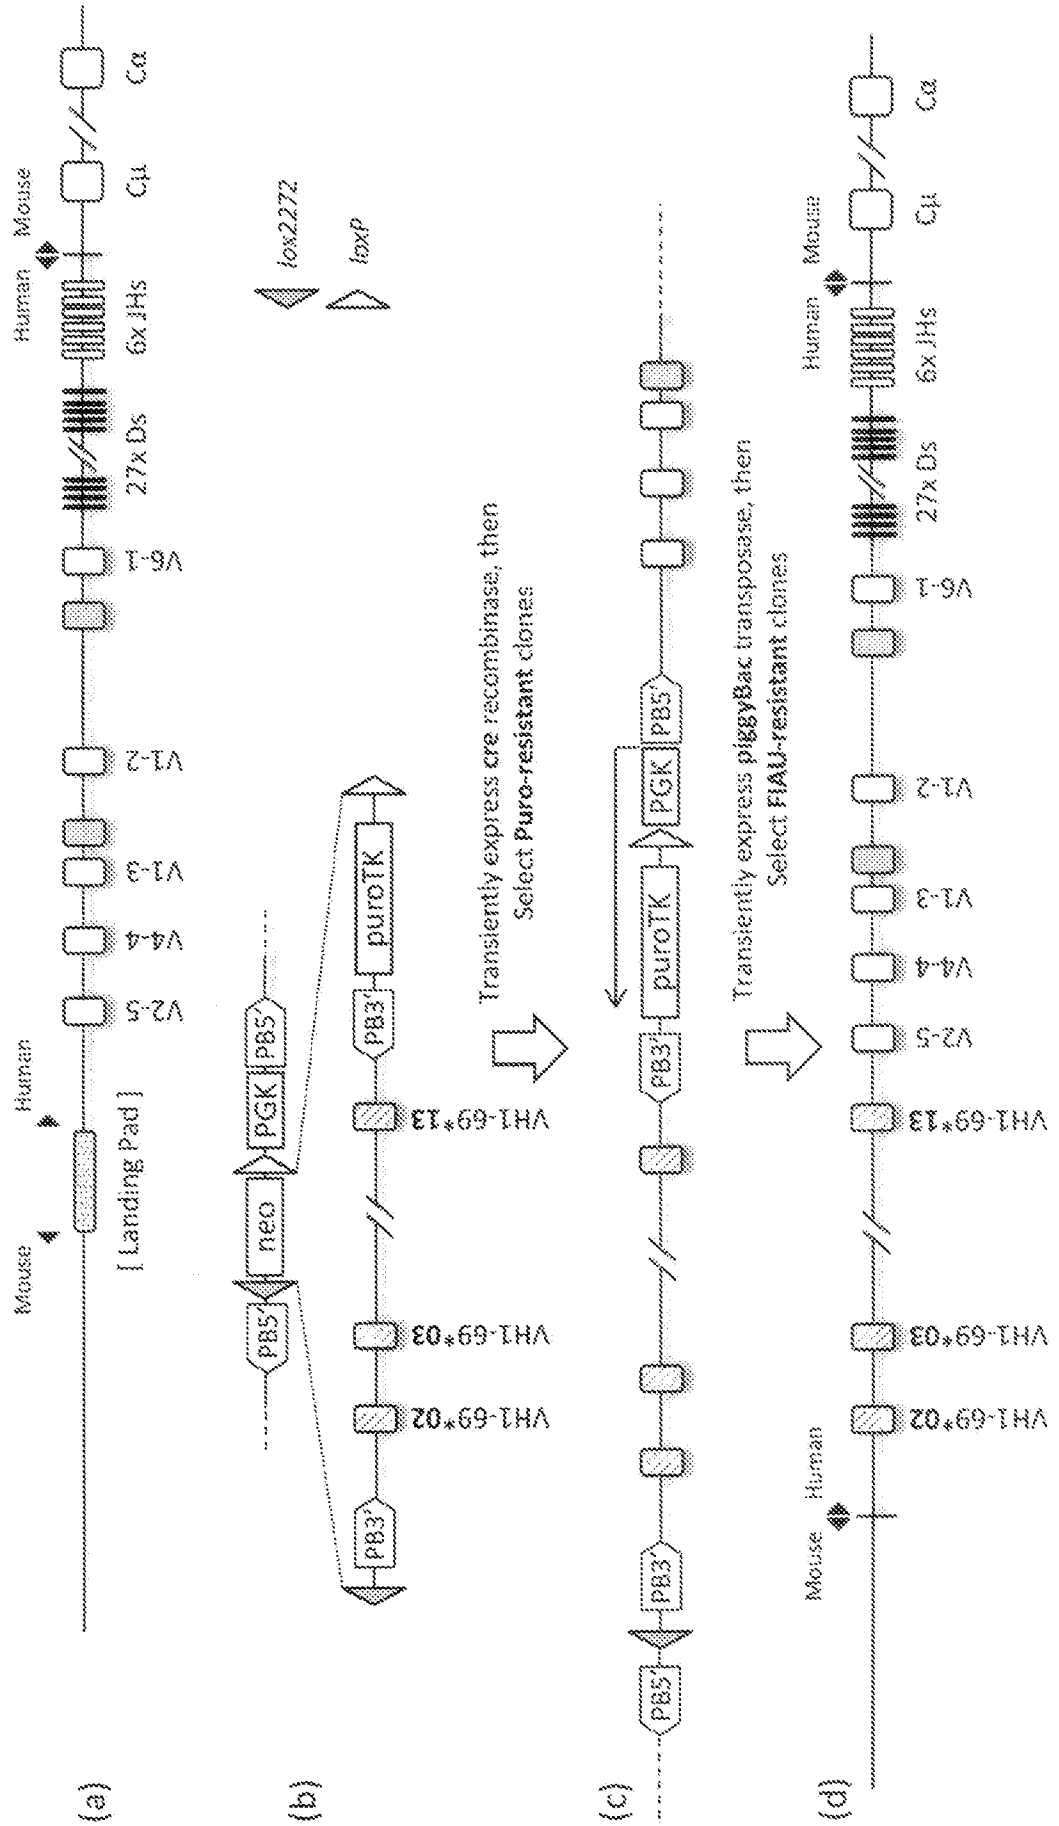 (a)
Mouse
Human
Human
Mouse
[ Landing Pad ]
V2-5
V4-4
V1-3
V1-2
V6-1
27x Ds
6x JHs
Cμ
Cα
(b)
PB5'
neo
PGK
PB5'
lox2272
loxP
PB3'
PB3'
puroTK
VH1-69*02
VH1-69*03
VH1-69*13
Transiently express cre recombinase, then
Select Puro-resistant clones
(c)
PB5'
PB3'
PB3'
puroTK
PGK
PB5'
Transiently express piggyBac transposase, then
Select FIAU-resistant clones
(d)
Mouse
Human
Human
Mouse
VH1-69*02
VH1-69*03
VH1-69*13
V2-5
V4-4
V1-3
V1-2
V6-1
27x Ds
6x JHs
Cμ
Cα